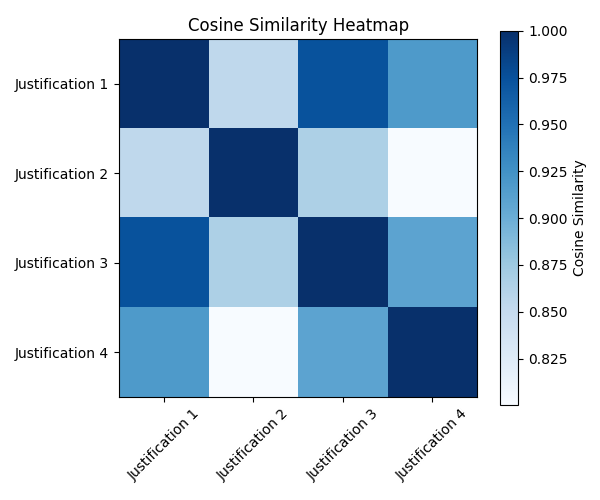 Cosine Similarity Heatmap
Justification 1
Justification 2
Justification 3
Justification 4
Justification 1
Justification 2
Justification 3
Justification 4
1.000
0.975
0.950
0.925
0.900
0.875
0.850
0.825
Cosine Similarity